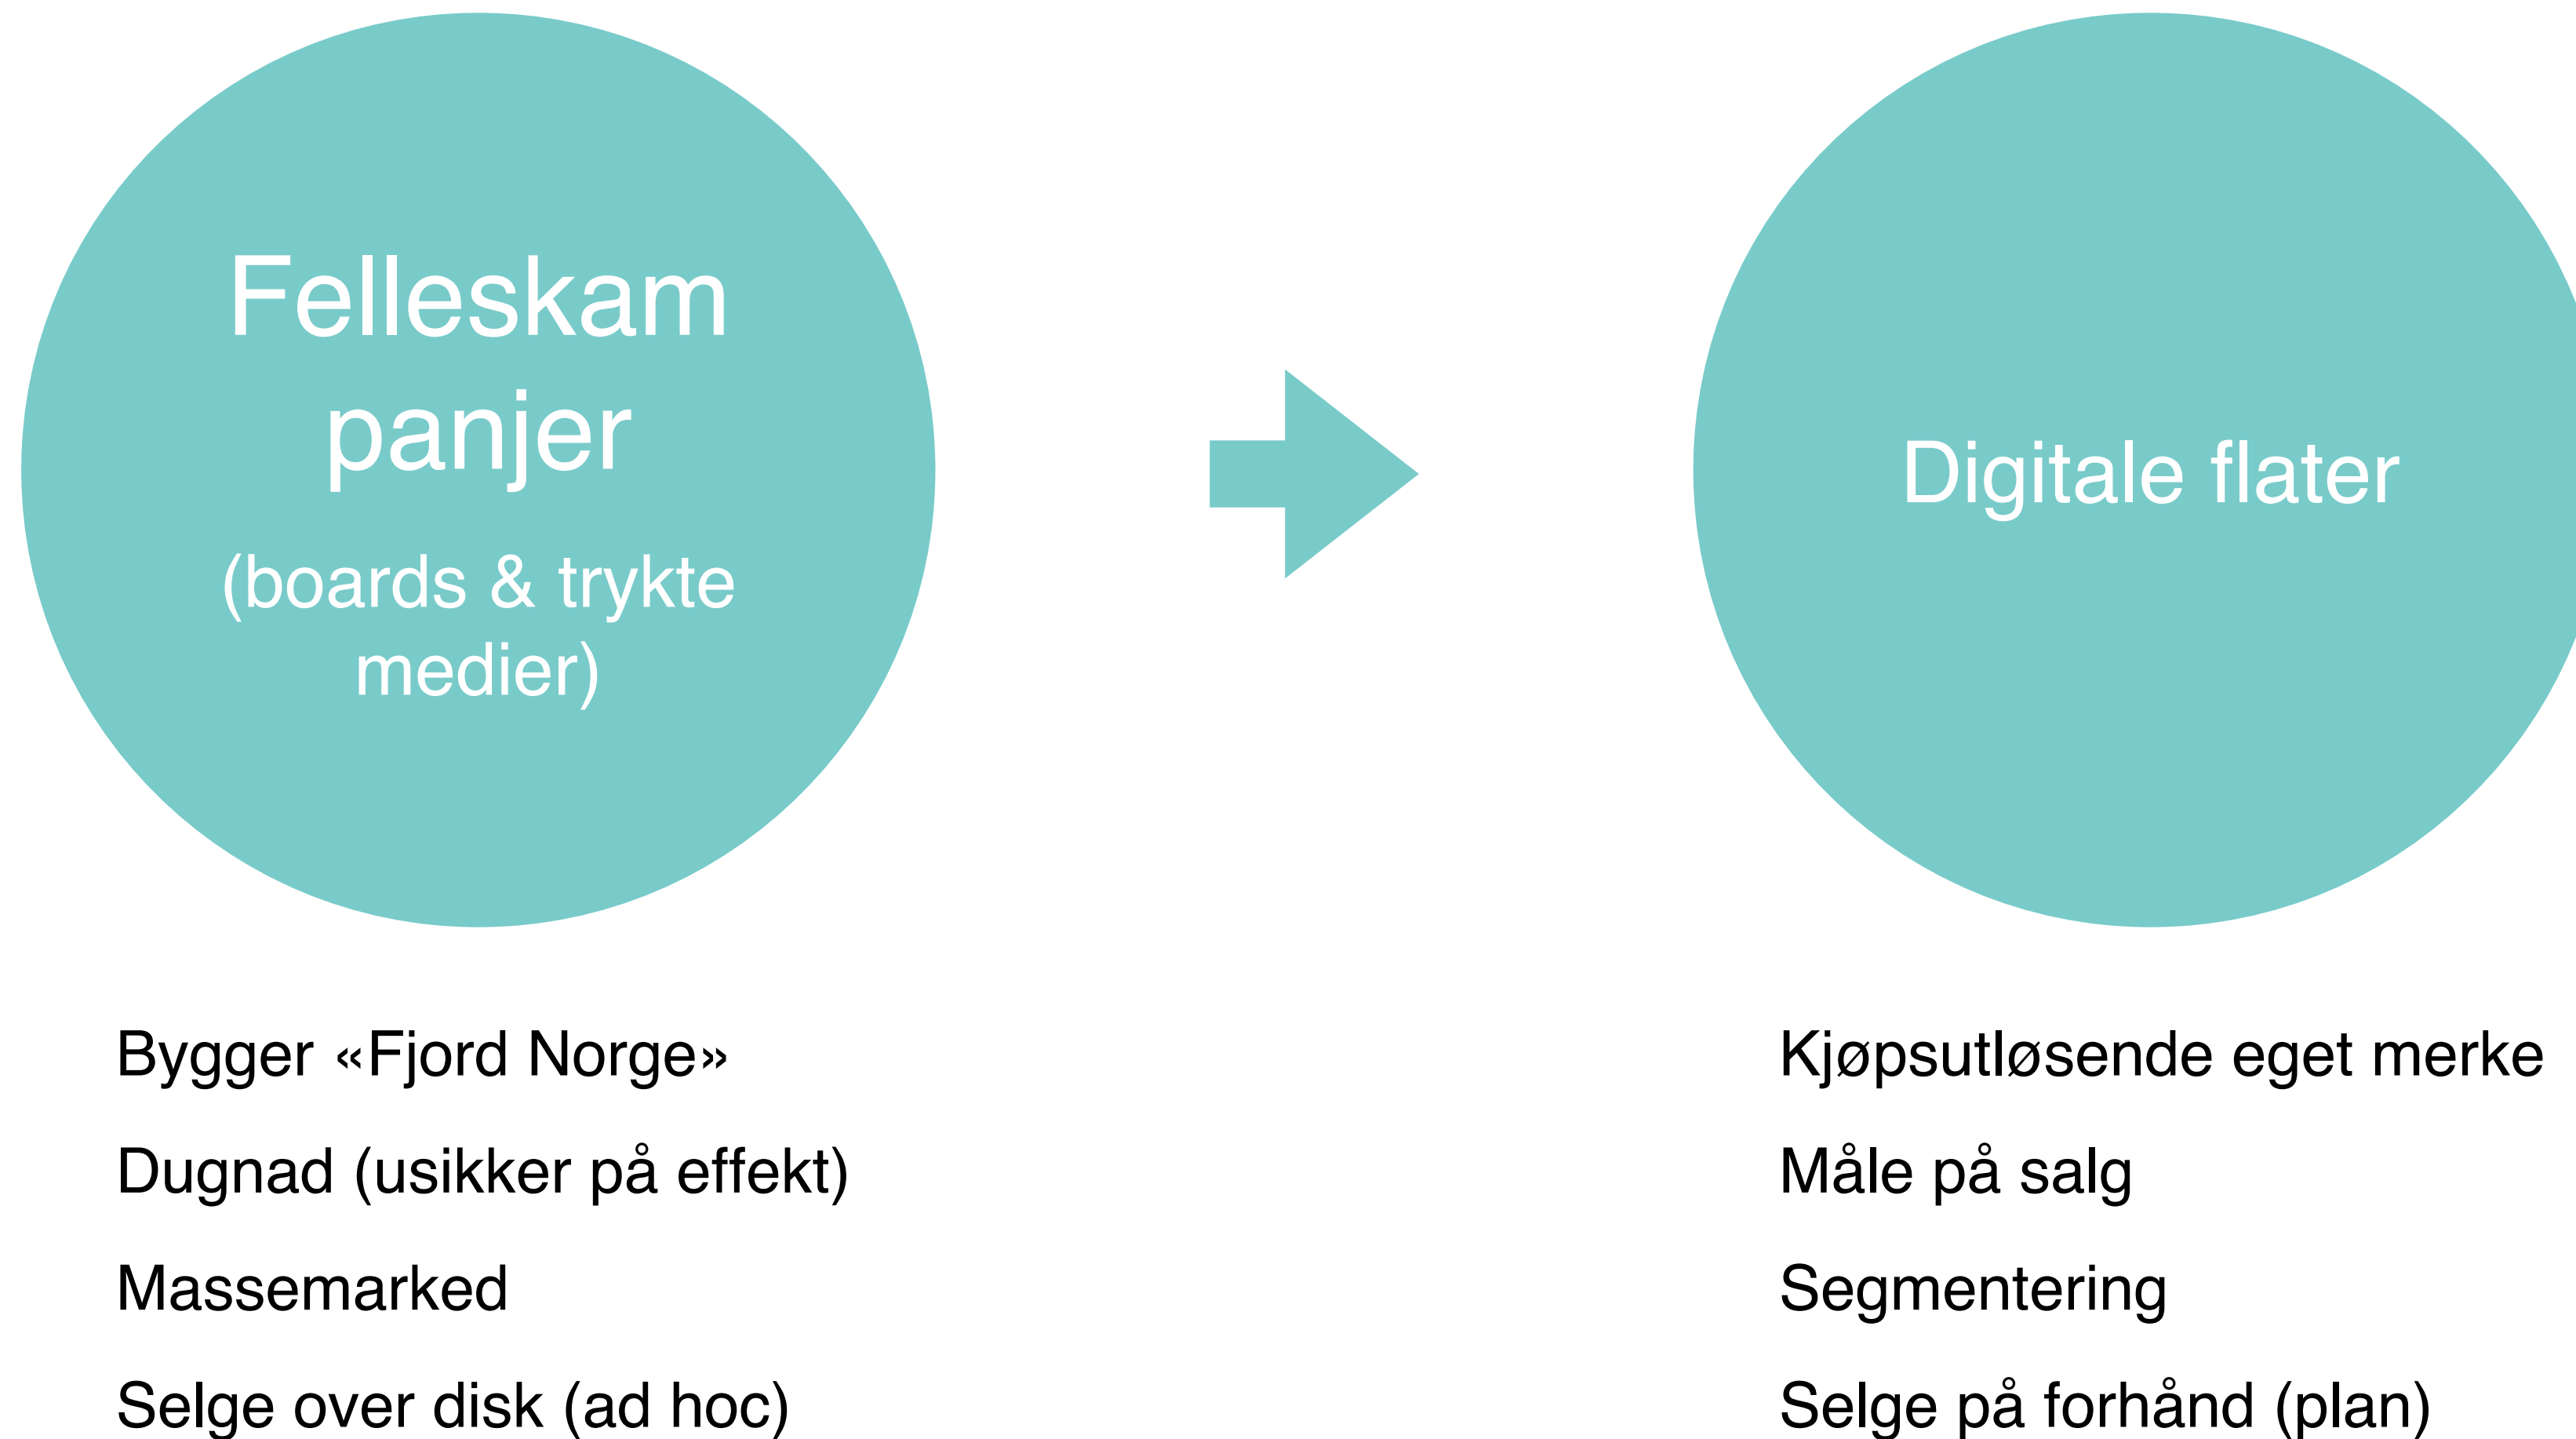 Felleskam
panjer
(boards & trykte
medier)
Digitale flater
Bygger «Fjord Norge»
Dugnad (usikker på effekt)
Massemarked
Selge over disk (ad hoc)
Kjøpsutløsende eget merke
Måle på salg
Segmentering
Selge på forhånd (plan)